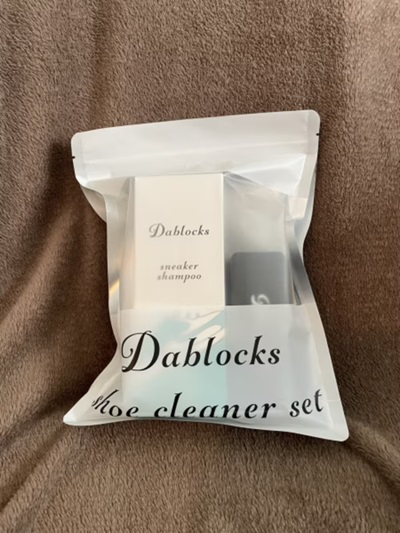 Dablocks
sneaker
shampoo
Dablocks
shoe cleaner set